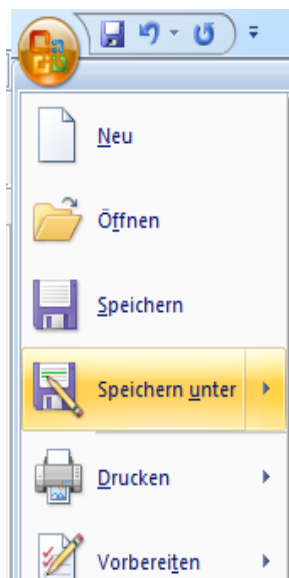 Neu
Öffnen
Speichern
Speichern unter
Drucken
Vorbereiten